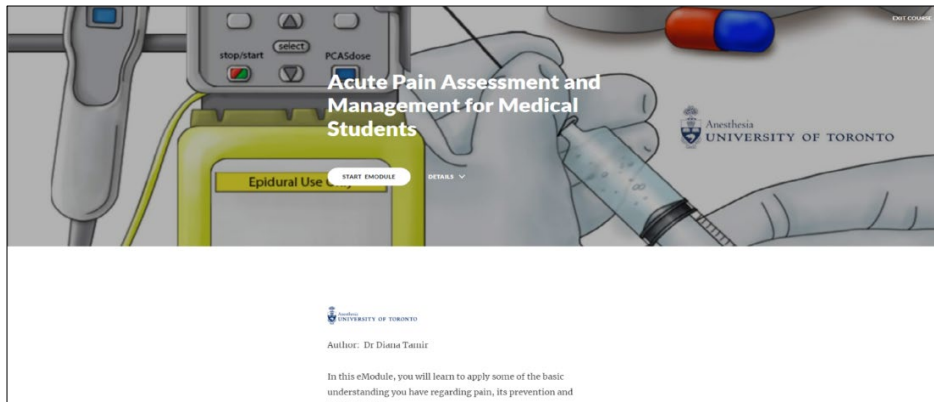 EXIT COURSE
stop/start
select
PCA5dose
Acute Pain Assessment and
Management for Medical
Students
Anesthesia
UNIVERSITY OF TORONTO
START EMODULE
DETAILS
Epidural Use Only
Anesthesia
UNIVERSITY OF TORONTO
Author: Dr Diana Tamir
In this eModule, you will learn to apply some of the basic
understanding you have regarding pain, its prevention and